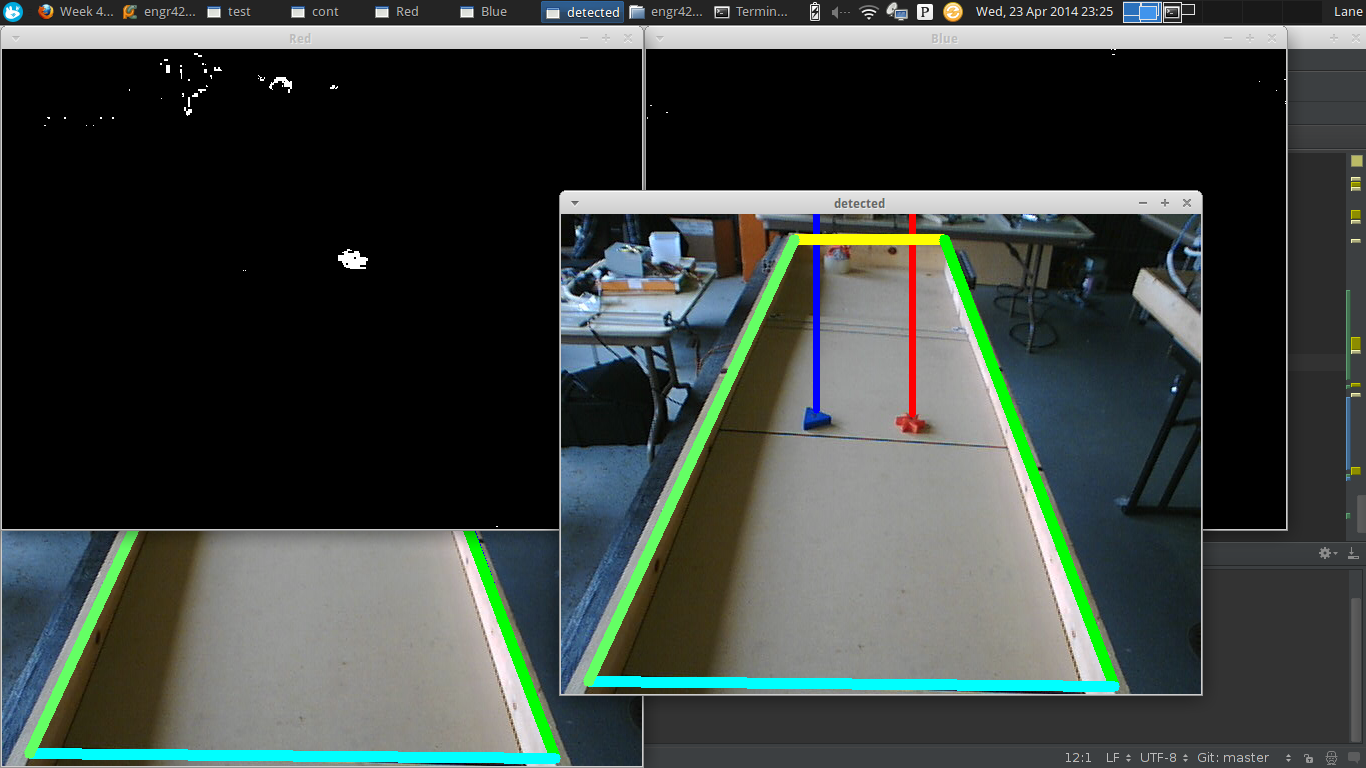 Week 4... engr42... test cont Red Blue detected engr42... Termin... P Wed, 23 Apr 2014 23:25 Lane
Red
Blue
detected
12:1 LF UTF-8 Git: master